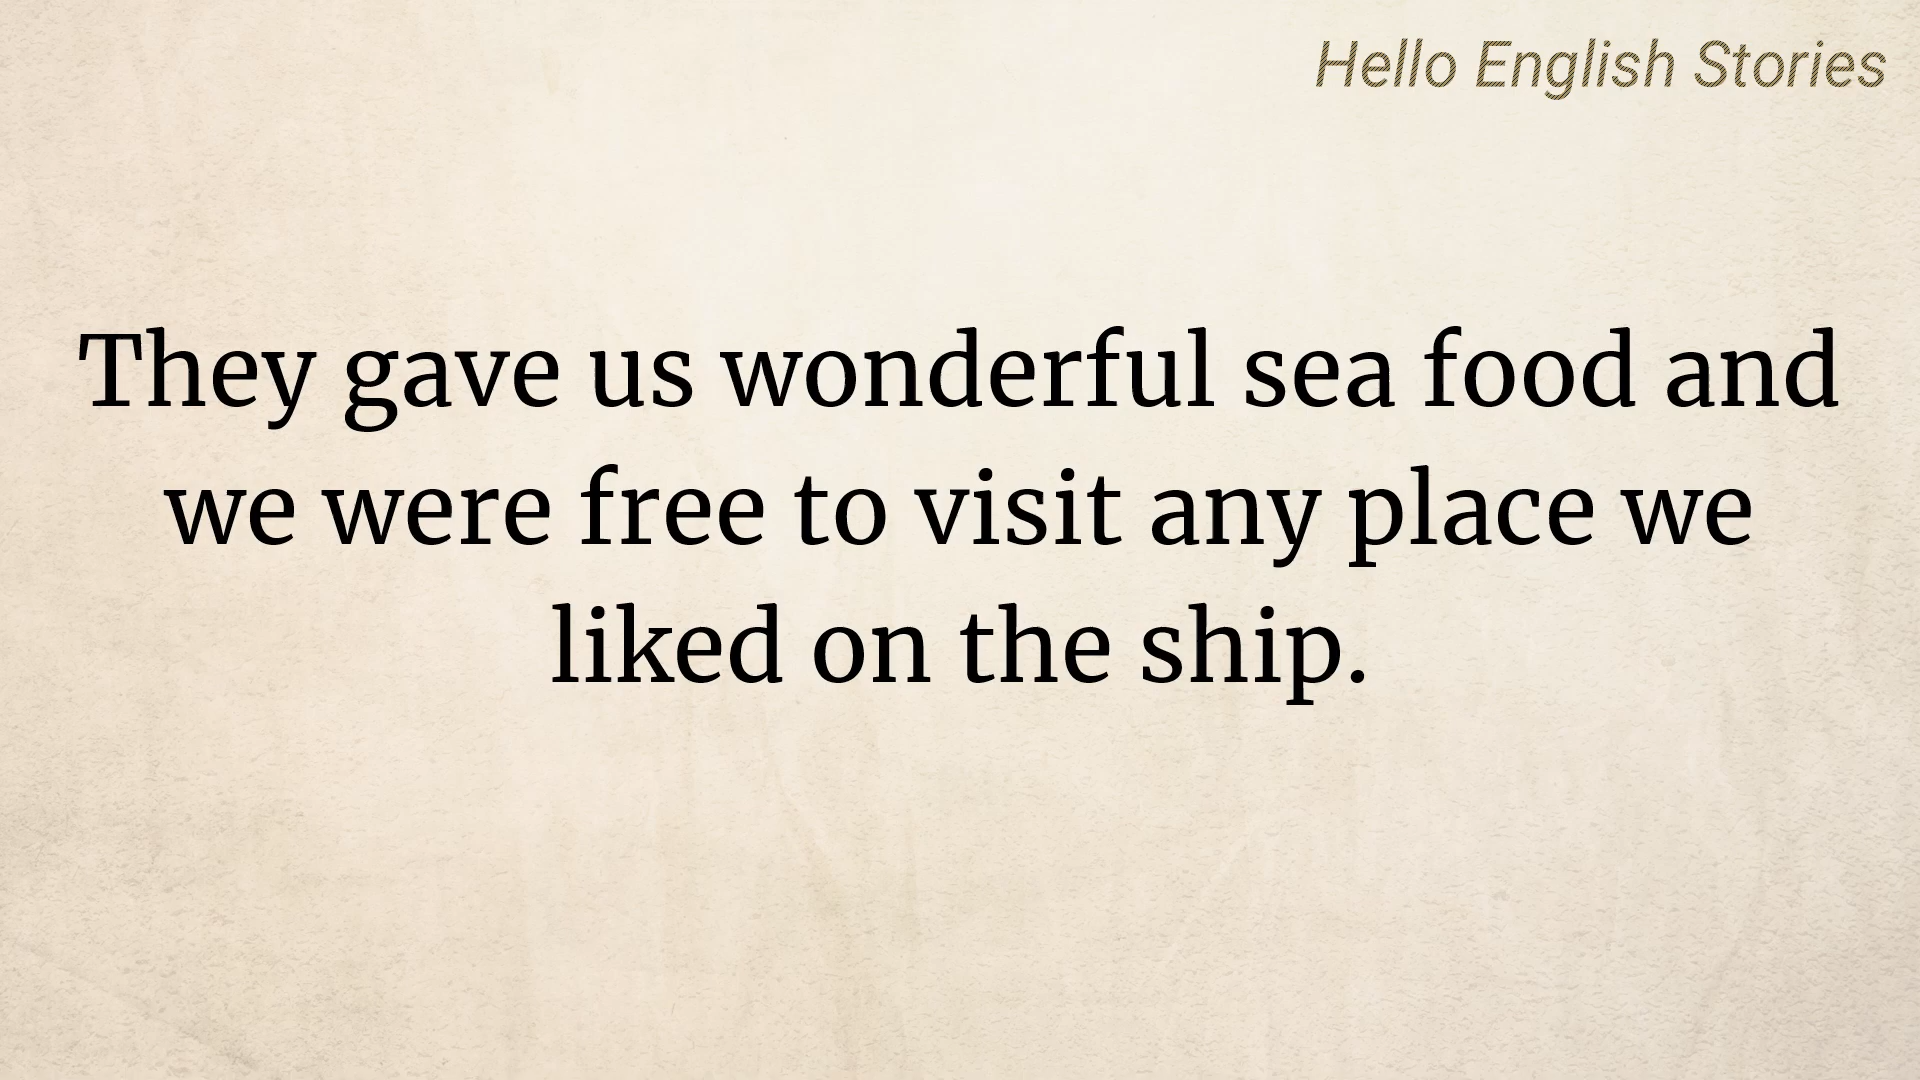 Hello English Stories
They gave us wonderful sea food and
we were free to visit any place we
liked on the ship.